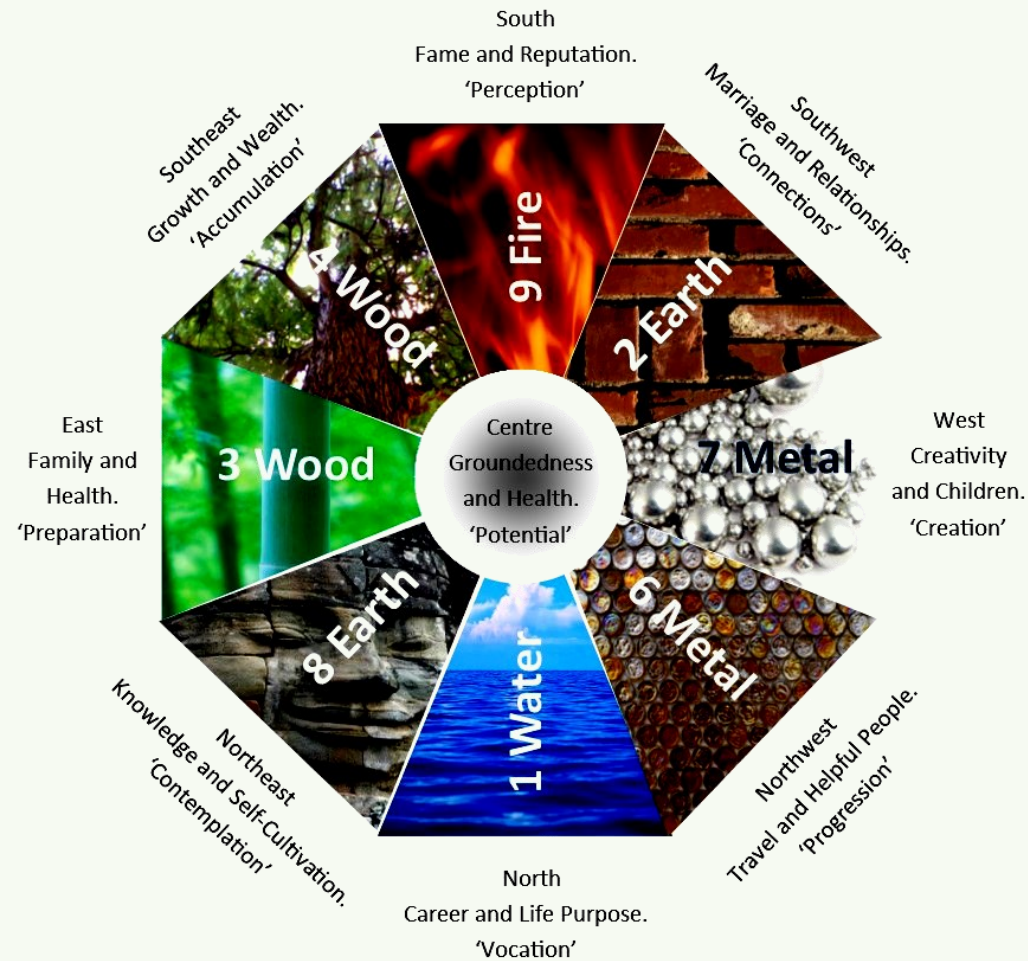 South
Fame and Reputation.
‘Perception’
Southwest
Marriage and Relationships.
‘Connections’
Southeast
Growth and Wealth.
‘Accumulation’
9 Fire
4 Wood
2 Earth
East
Family and
Health.
‘Preparation’
3 Wood
Centre
Groundedness
and Health.
‘Potential’
7 Metal
West
Creativity
and Children.
‘Creation’
8 Earth
1 Water
6 Metal
Northeast
Knowledge and Self-Cultivation.
‘Contemplation’
Northwest
Travel and Helpful People.
‘Progression’
North
Career and Life Purpose.
‘Vocation’